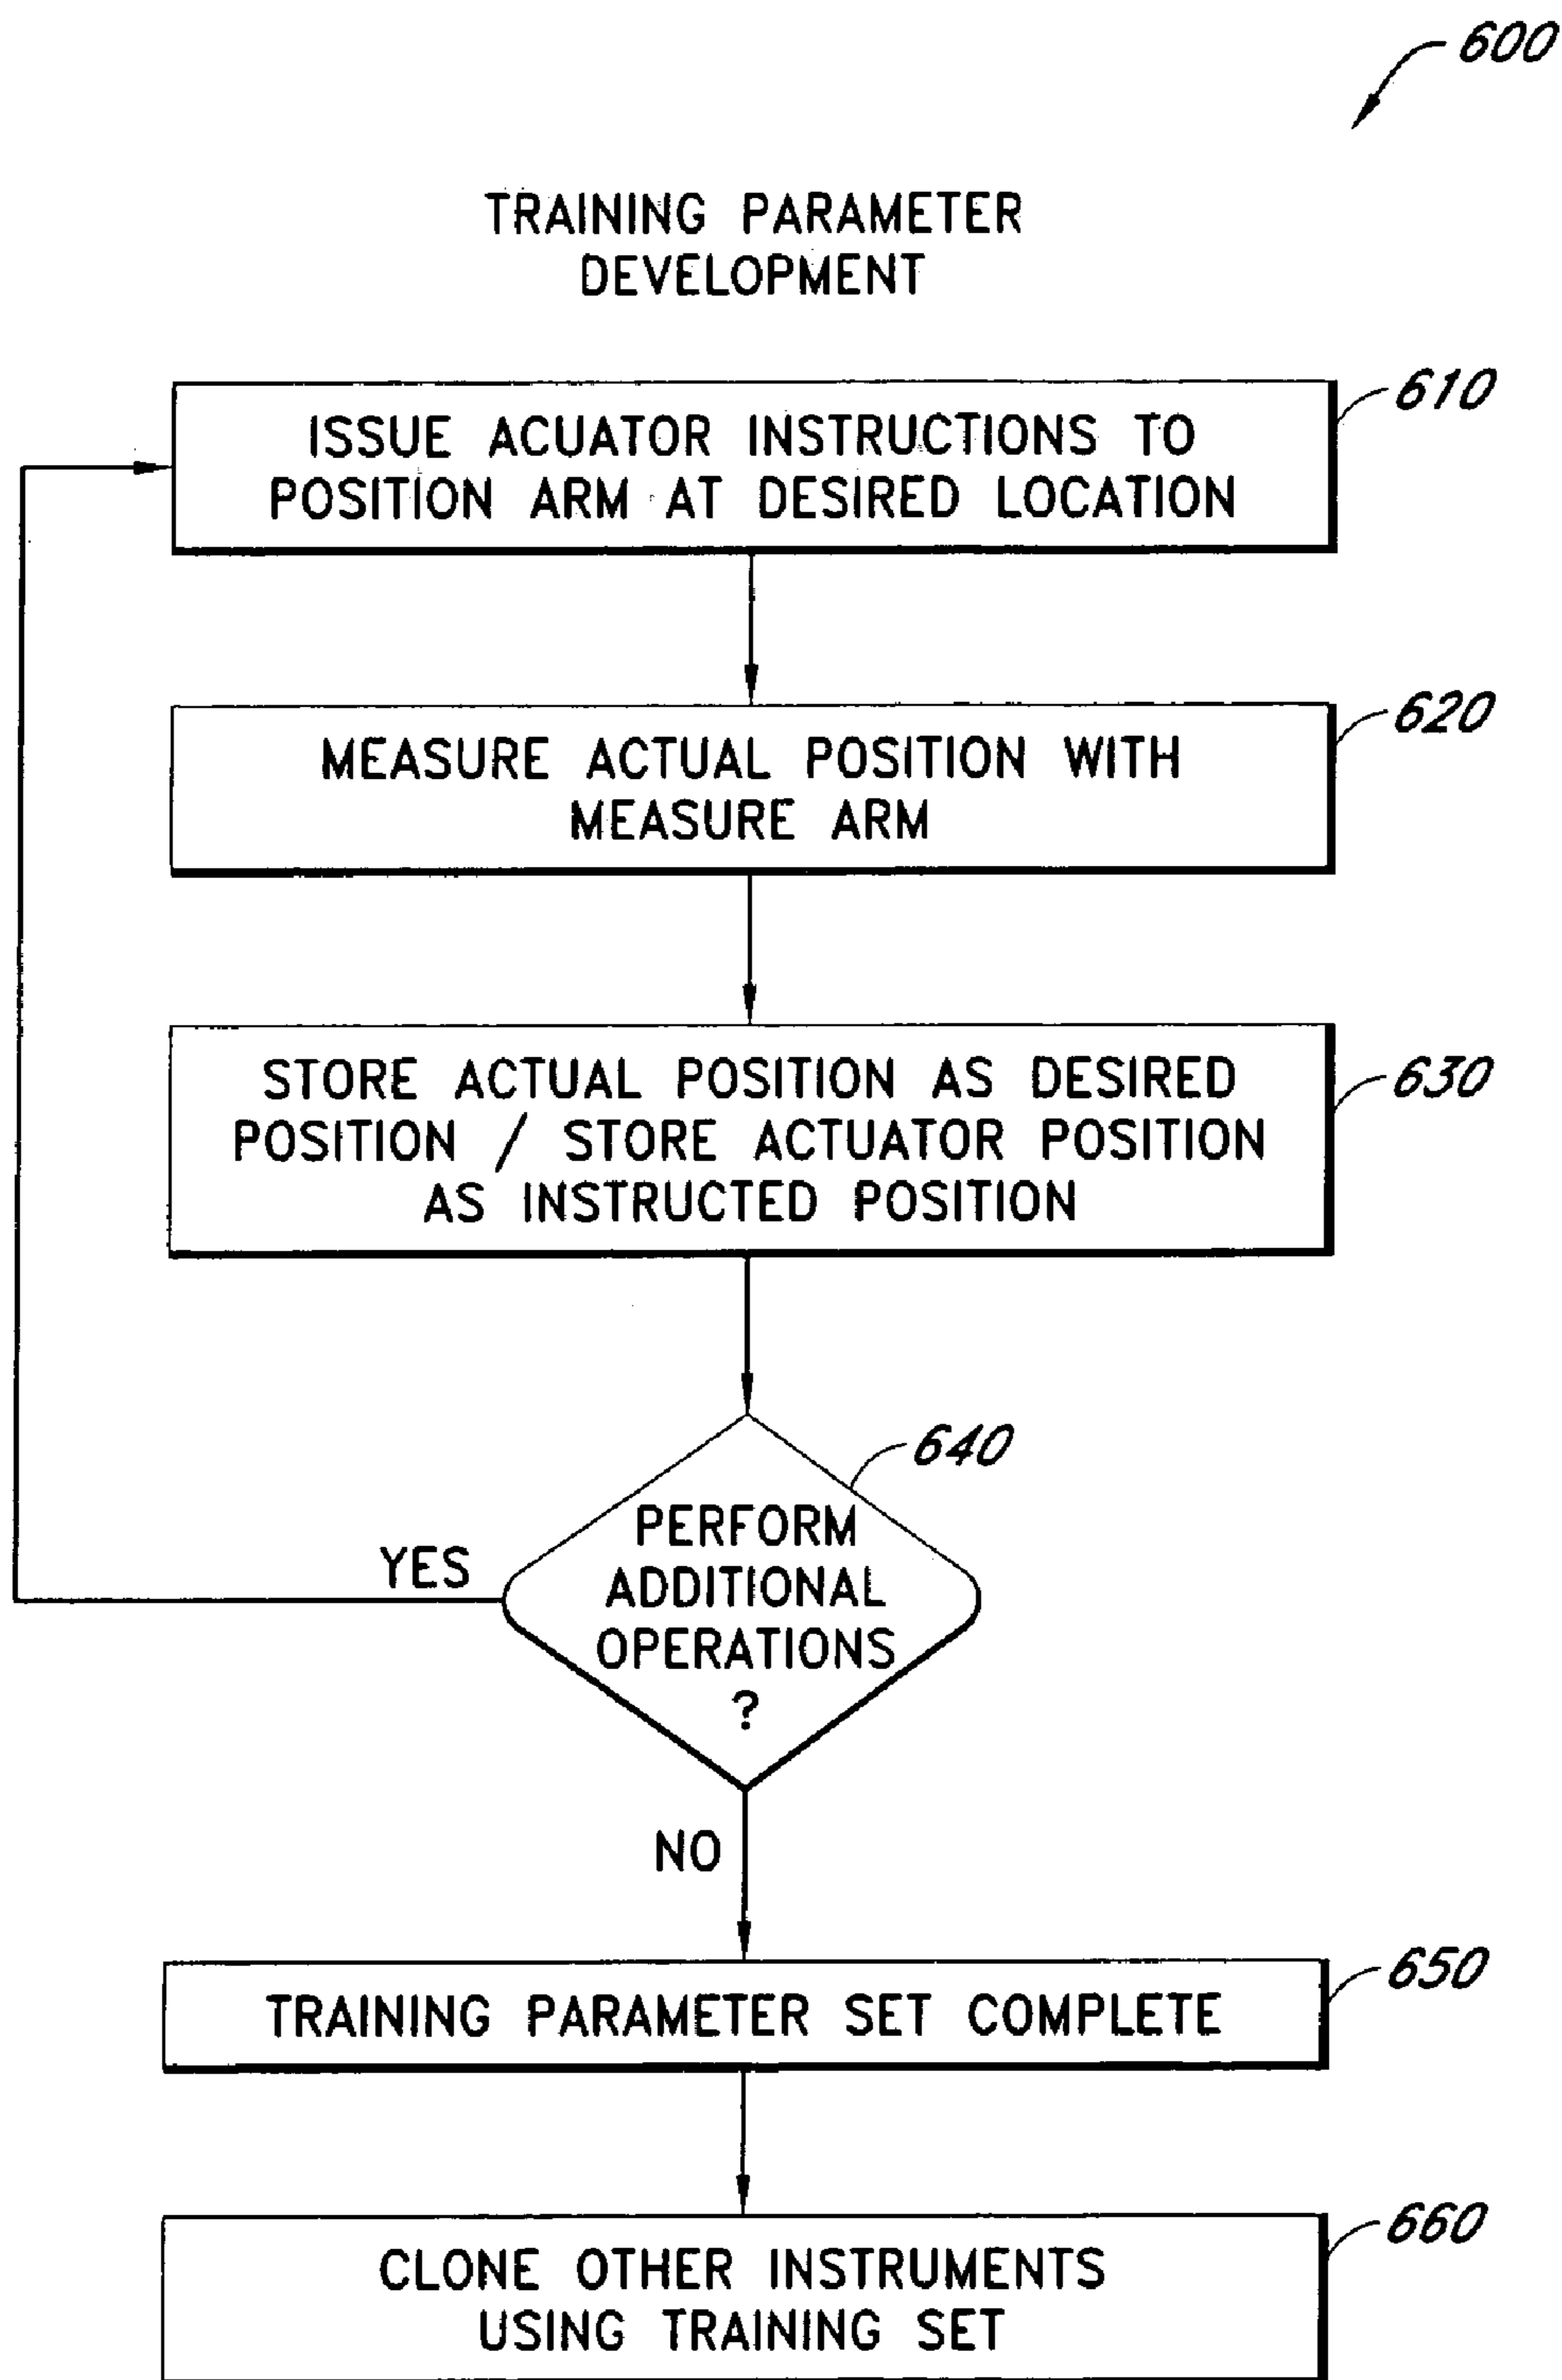 600
TRAINING PARAMETER
DEVELOPMENT
610
ISSUE ACUATOR INSTRUCTIONS TO
POSITION ARM AT DESIRED LOCATION
620
MEASURE ACTUAL POSITION WITH
MEASURE ARM
630
STORE ACTUAL POSITION AS DESIRED
POSITION / STORE ACTUATOR POSITION
AS INSTRUCTED POSITION
640
PERFORM
ADDITIONAL
OPERATIONS
?
YES
NO
650
TRAINING PARAMETER SET COMPLETE
660
CLONE OTHER INSTRUMENTS
USING TRAINING SET